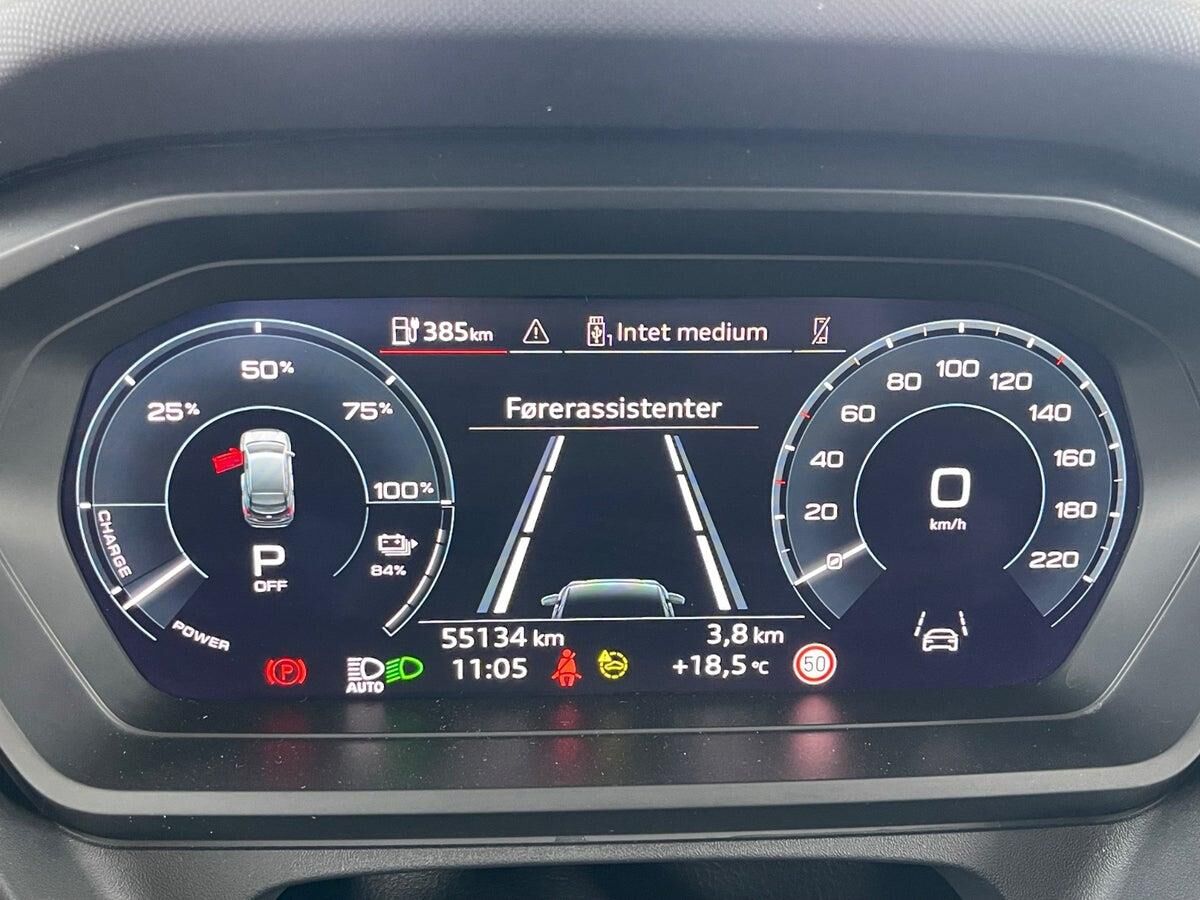 385km
1 Intet medium
Førerassistenter
25%
50%
75%
100%
CHARGE
POWER
P
OFF
84%
20
40
60
80
100
120
140
160
180
220
0
km/h
55134 km
3,8 km
P
AUTO
11:05
+18,5 °C
50